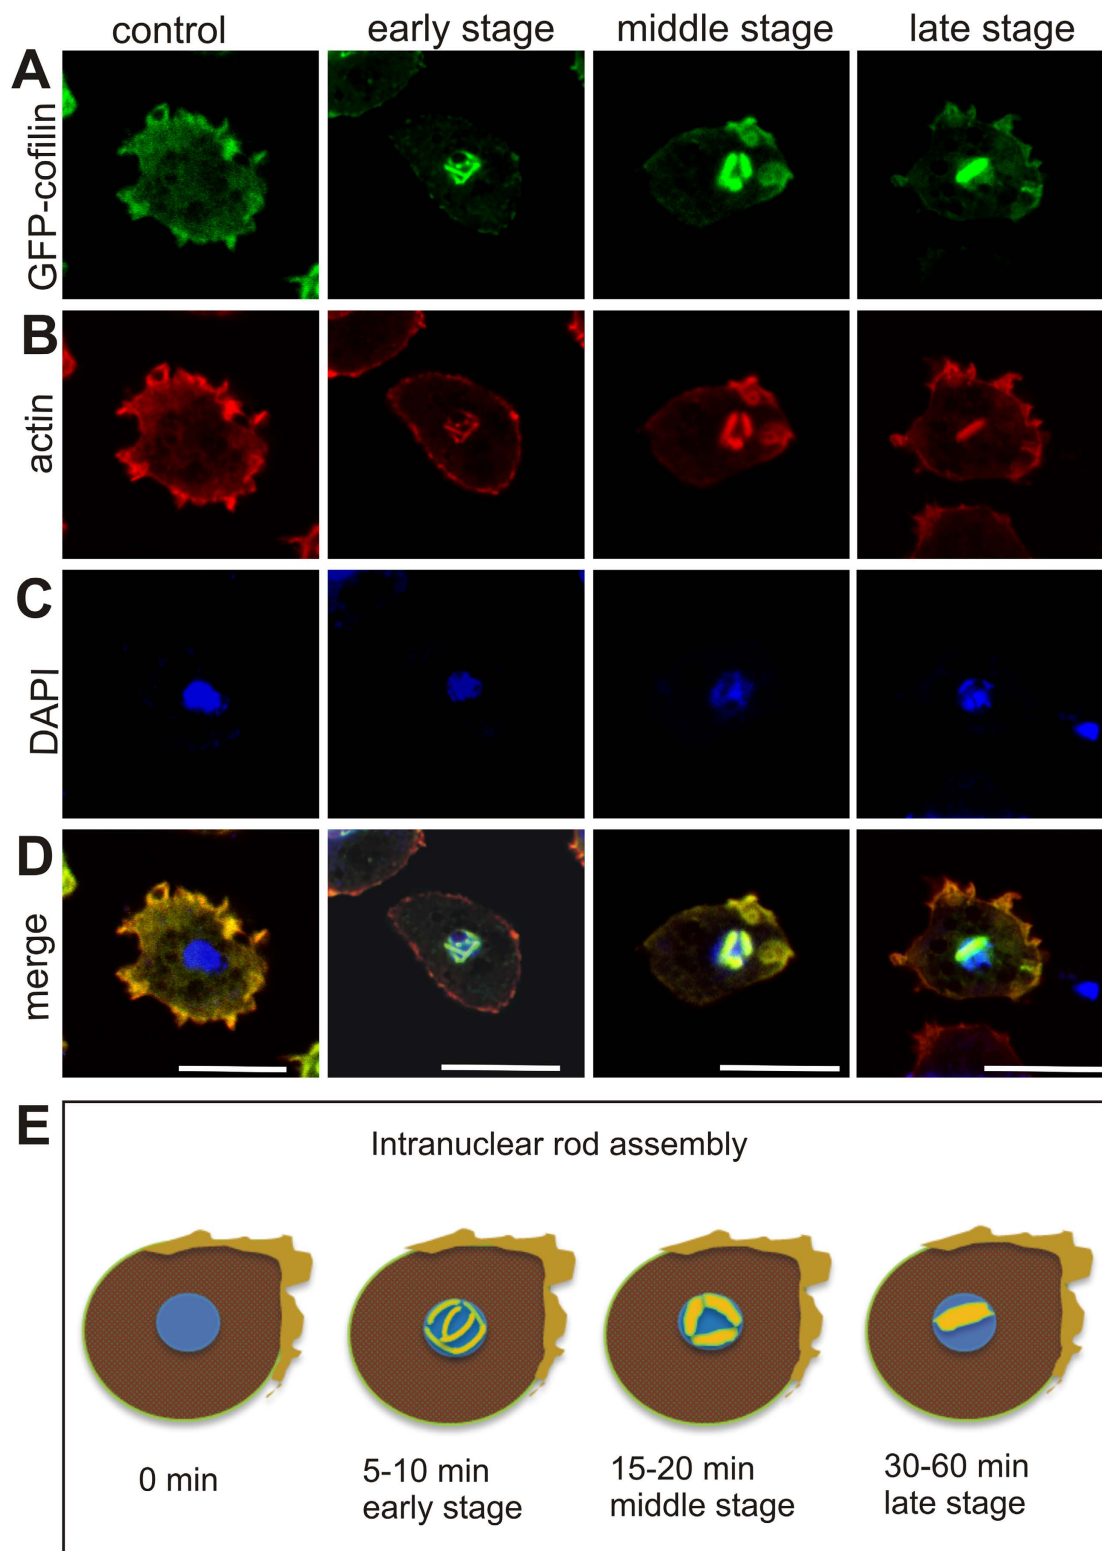 control early stage middle stage late stage
A
GFP-cofilin
B
actin
C
DAPI
D
merge
E
Intranuclear rod assembly
0 min
5-10 min
early stage
15-20 min
middle stage
30-60 min
late stage